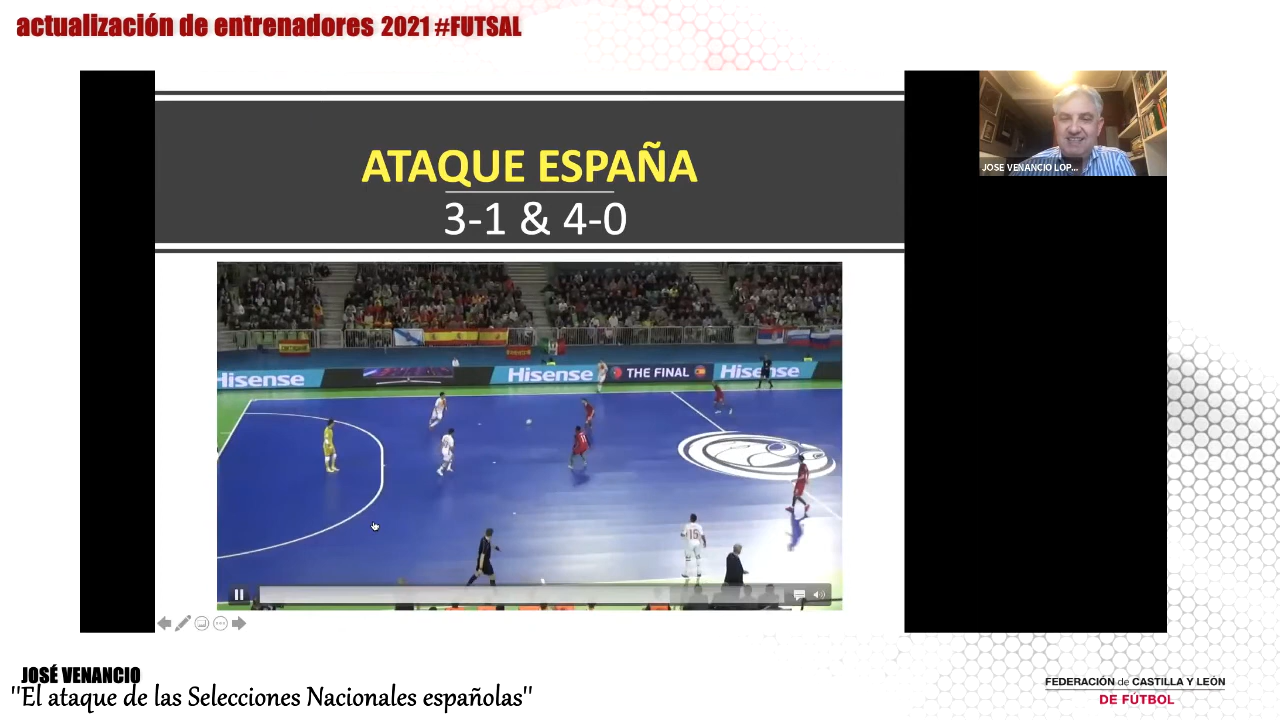 actualización de entrenadores 2021 #FUTSAL
ATAQUE ESPAÑA
3-1 & 4-0
JOSE VENANCIO LOP...
Hisense
Hisense
THE FINAL
Hisense
15
JOSÉ VENANCIO
"El ataque de las Selecciones Nacionales españolas"
FEDERACIÓN de CASTILLA Y LEÓN
DE FÚTBOL